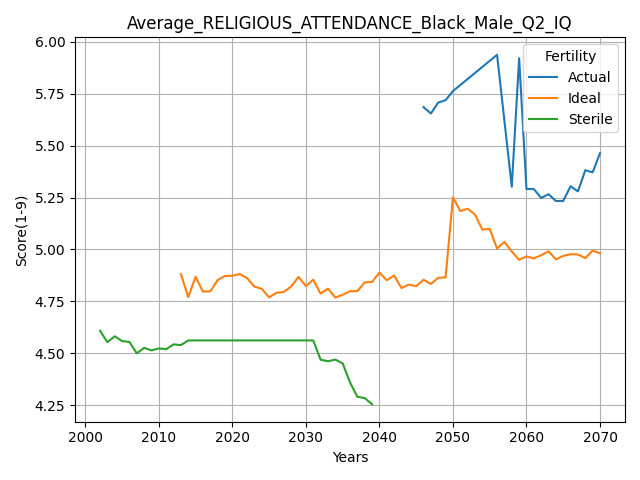 Average_RELIGIOUS_ATTENDANCE_Black_Male_Q2_IQ
Fertility
Actual
Ideal
Sterile
Score(1-9)
6.00
5.75
5.50
5.25
5.00
4.75
4.50
4.25
2000 2010 2020 2030 2040 2050 2060 2070
Years